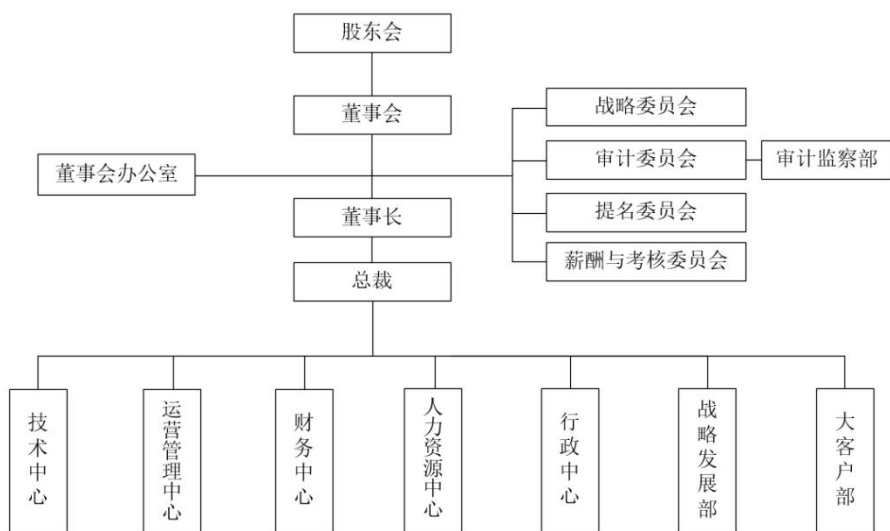 股东会
董事会
战略委员会
审计委员会
审计监察部
董事会办公室
提名委员会
董事长
薪酬与考核委员会
总裁
技术中心
运营管理中心
财务中心
人力资源中心
行政中心
战略发展部
大客户部